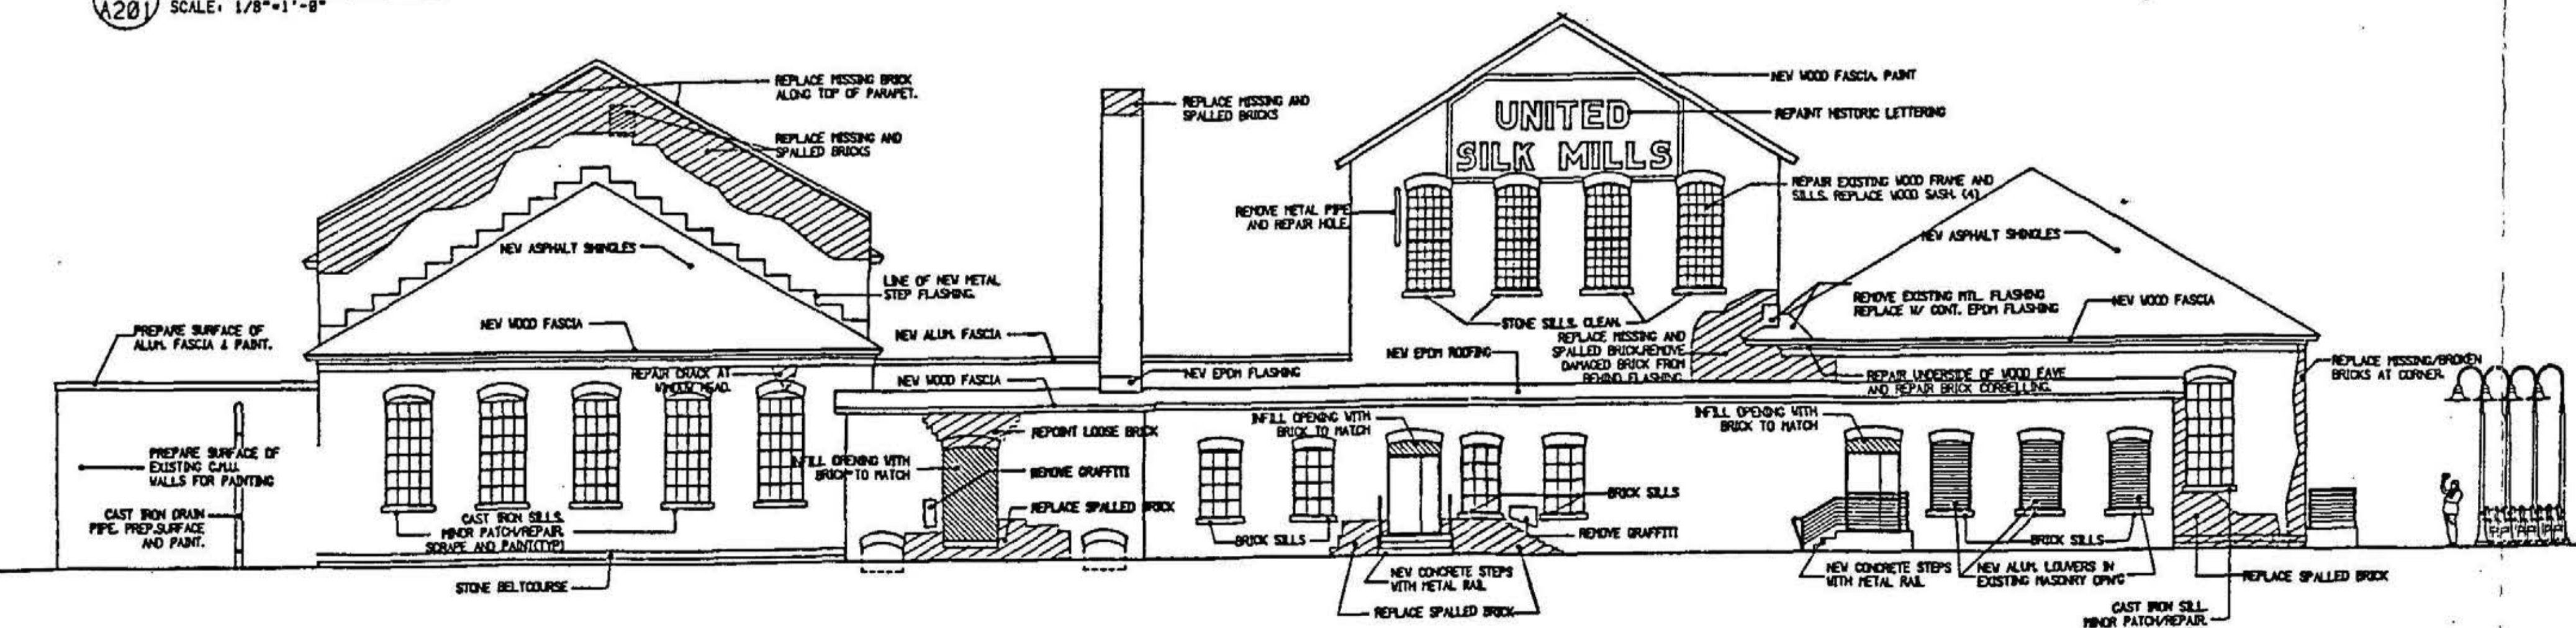 A201
SCALE: 1/8"=1'-0"
REPLACE MISSING BRICK
ALONG TOP OF PARAPET.
REPLACE MISSING AND
SPALLED BRICKS
NEW ASPHALT SHINGLES
LINE OF NEW METAL
STEP FLASHING.
NEW WOOD FASCIA
PREPARE SURFACE OF
ALUM. FASCIA & PAINT.
REPAIR CRACK AT
WINDOW HEAD.
PREPARE SURFACE OF
EXISTING C.M.U.
WALLS FOR PAINTING
CAST IRON DRAIN
PIPE. PREP.SURFACE
AND PAINT.
CAST IRON SILLS.
MINOR PATCH/REPAIR.
SCRAPE AND PAINT(TYP)
STONE BELTCOURSE
REPLACE MISSING AND
SPALLED BRICKS
NEW ALUM. FASCIA
NEW WOOD FASCIA
NEW EPDM FLASHING
REPOINT LOOSE BRICK
INFILL OPENING WITH
BRICK TO MATCH
REMOVE GRAFFITI
REPLACE SPALLED BRICK
NEW WOOD FASCIA, PAINT
REPAINT HISTORIC LETTERING
UNITED
SILK MILLS
REPAIR EXISTING WOOD FRAME AND
SILLS. REPLACE WOOD SASH. (4)
REMOVE METAL PIPE
AND REPAIR HOLE.
STONE SILLS. CLEAN.
REPLACE MISSING AND
SPALLED BRICK.REMOVE
DAMAGED BRICK FROM
BEHIND FLASHING
NEW EPDM ROOFING
NEW ASPHALT SHINGLES
REMOVE EXISTING MTL. FLASHING
REPLACE W/ CONT. EPDM FLASHING
NEW WOOD FASCIA
REPAIR UNDERSIDE OF WOOD EAVE
AND REPAIR BRICK CORBELLING.
REPLACE MISSING/BROKEN
BRICKS AT CORNER.
INFILL OPENING WITH
BRICK TO MATCH
INFILL OPENING WITH
BRICK TO MATCH
BRICK SILLS
BRICK SILLS
REMOVE GRAFFITI
NEW CONCRETE STEPS
WITH METAL RAIL
REPLACE SPALLED BRICK
NEW CONCRETE STEPS
WITH METAL RAIL
BRICK SILLS
NEW ALUM. LOUVERS IN
EXISTING MASONRY OPN'G
REPLACE SPALLED BRICK
CAST IRON SILL.
MINOR PATCH/REPAIR.